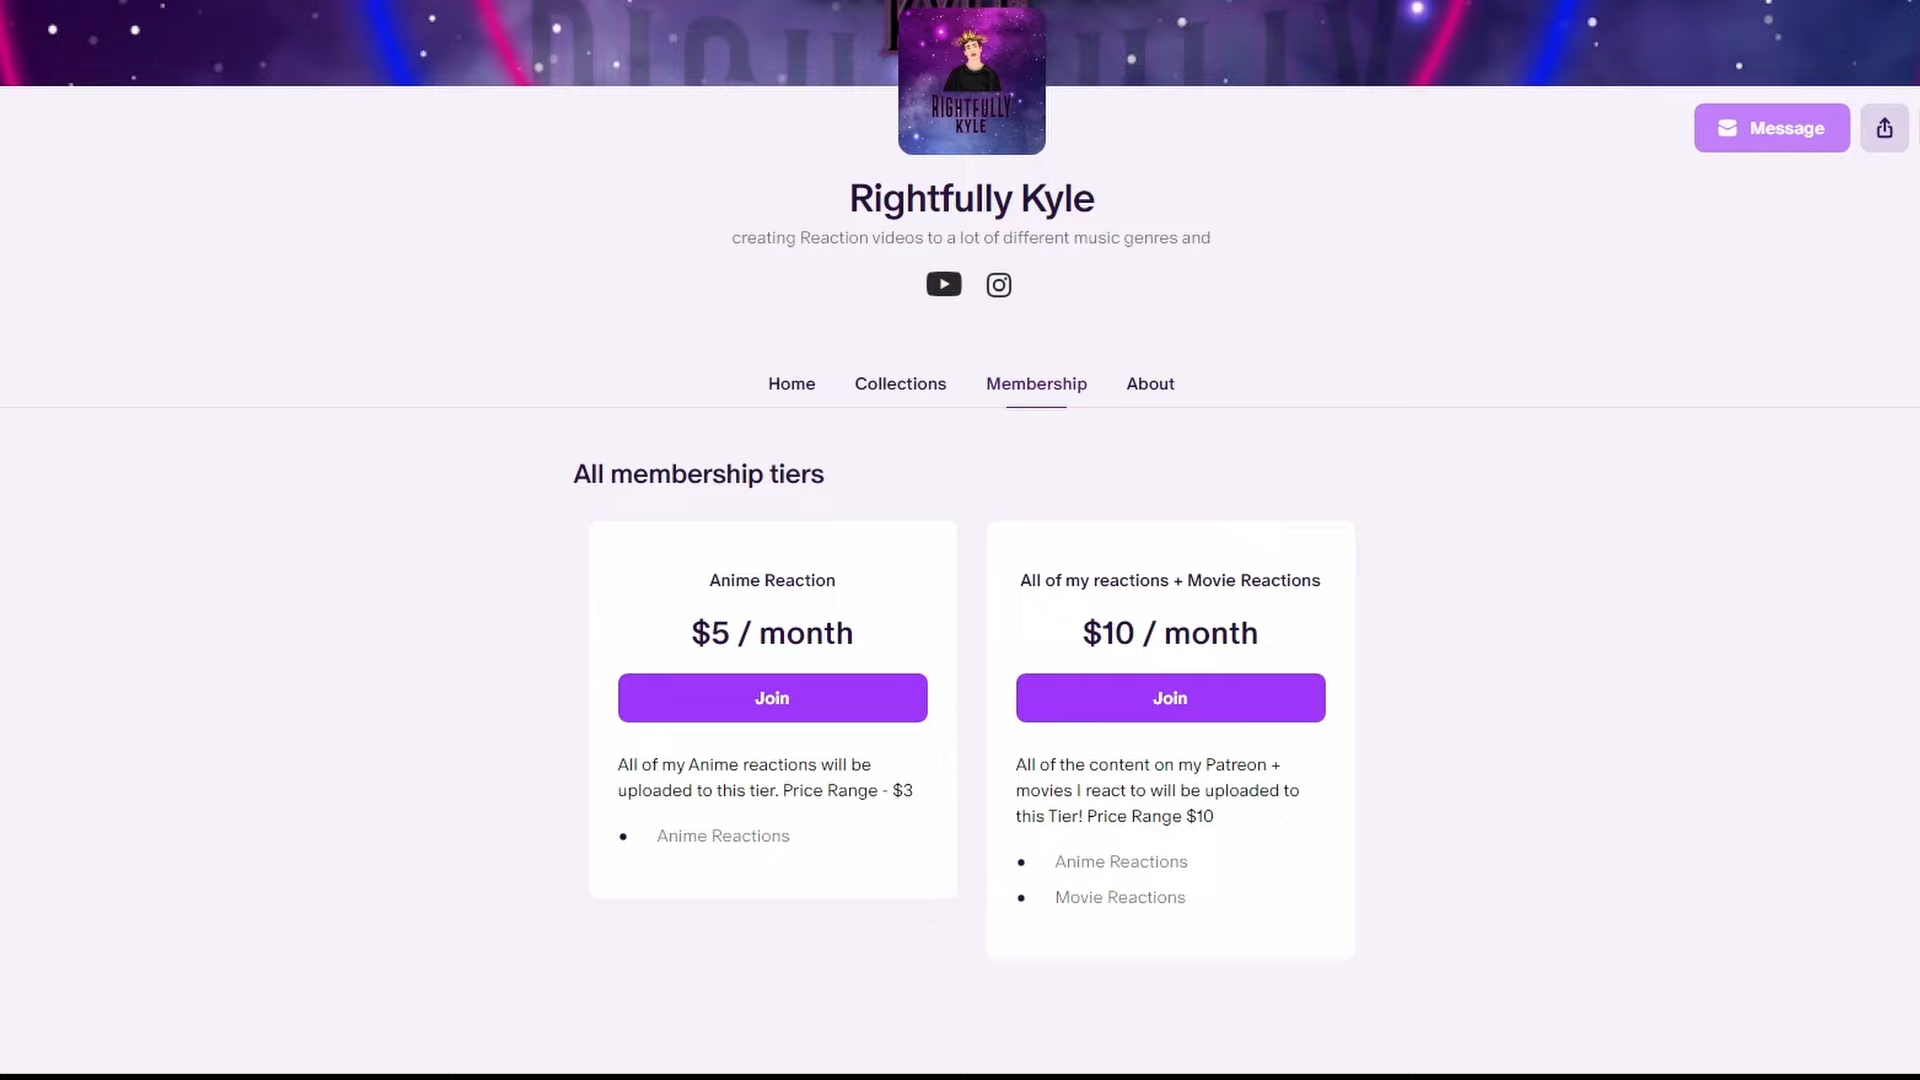 RIGHTFULLY
KYLE
Message
Rightfully Kyle
creating Reaction videos to a lot of different music genres and
Home Collections Membership About
All membership tiers
Anime Reaction
$5 / month
Join
All of my Anime reactions will be
uploaded to this tier. Price Range - $3
Anime Reactions
All of my reactions + Movie Reactions
$10 / month
Join
All of the content on my Patreon +
movies I react to will be uploaded to
this Tier! Price Range $10
Anime Reactions
Movie Reactions